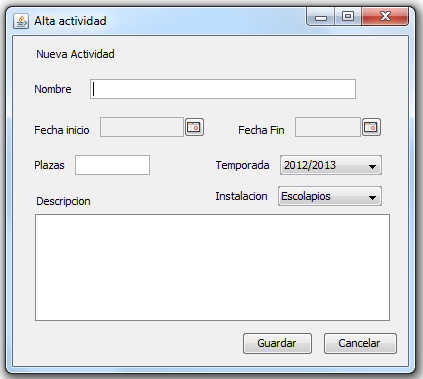 Alta actividad
Nueva Actividad
Nombre
Fecha inicio
Fecha Fin
Plazas
Temporada
2012/2013
Instalacion
Escolapios
Descripcion
Guardar
Cancelar